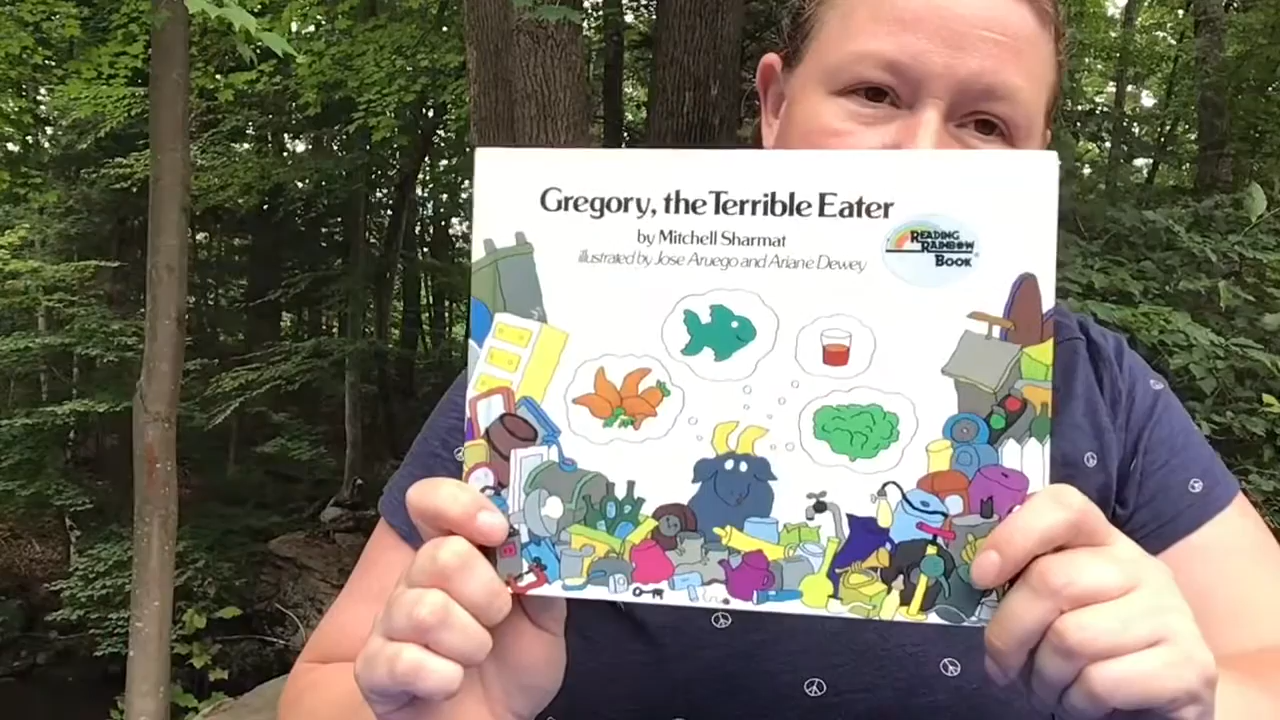 Gregory, the Terrible Eater
by Mitchell Sharmat
illustrated by Jose Aruego and Ariane Dewey
READING
RAINBOW
BOOK